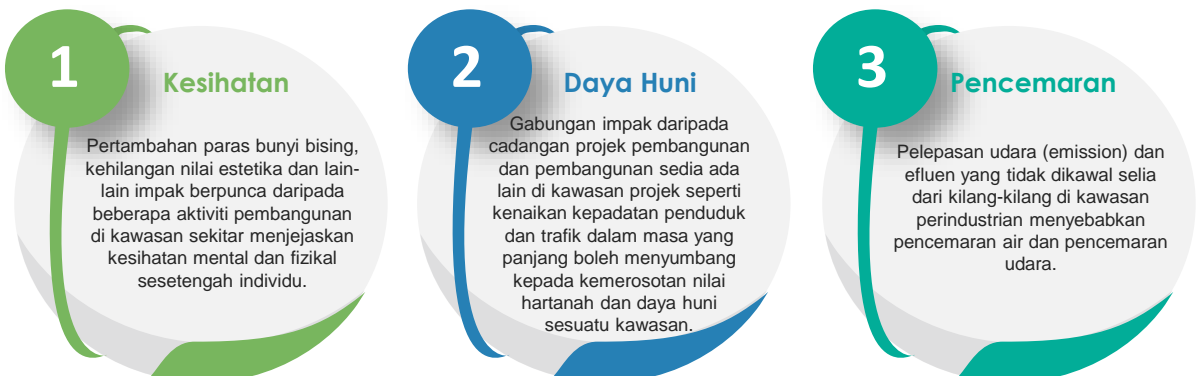 1
Kesihatan
Pertambahan paras bunyi bising,
kehilangan nilai estetika dan lain-
lain impak berpunca daripada
beberapa aktiviti pembangunan
di kawasan sekitar menjejaskan
kesihatan mental dan fizikal
sesetengah individu.
2
Daya Huni
Gabungan impak daripada
cadangan projek pembangunan
dan pembangunan sedia ada
lain di kawasan projek seperti
kenaikan kepadatan penduduk
dan trafik dalam masa yang
panjang boleh menyumbang
kepada kemerosotan nilai
hartanah dan daya huni
sesuatu kawasan.
3
Pencemaran
Pelepasan udara (emission) dan
efluen yang tidak dikawal selia
dari kilang-kilang di kawasan
perindustrian menyebabkan
pencemaran air dan pencemaran
udara.